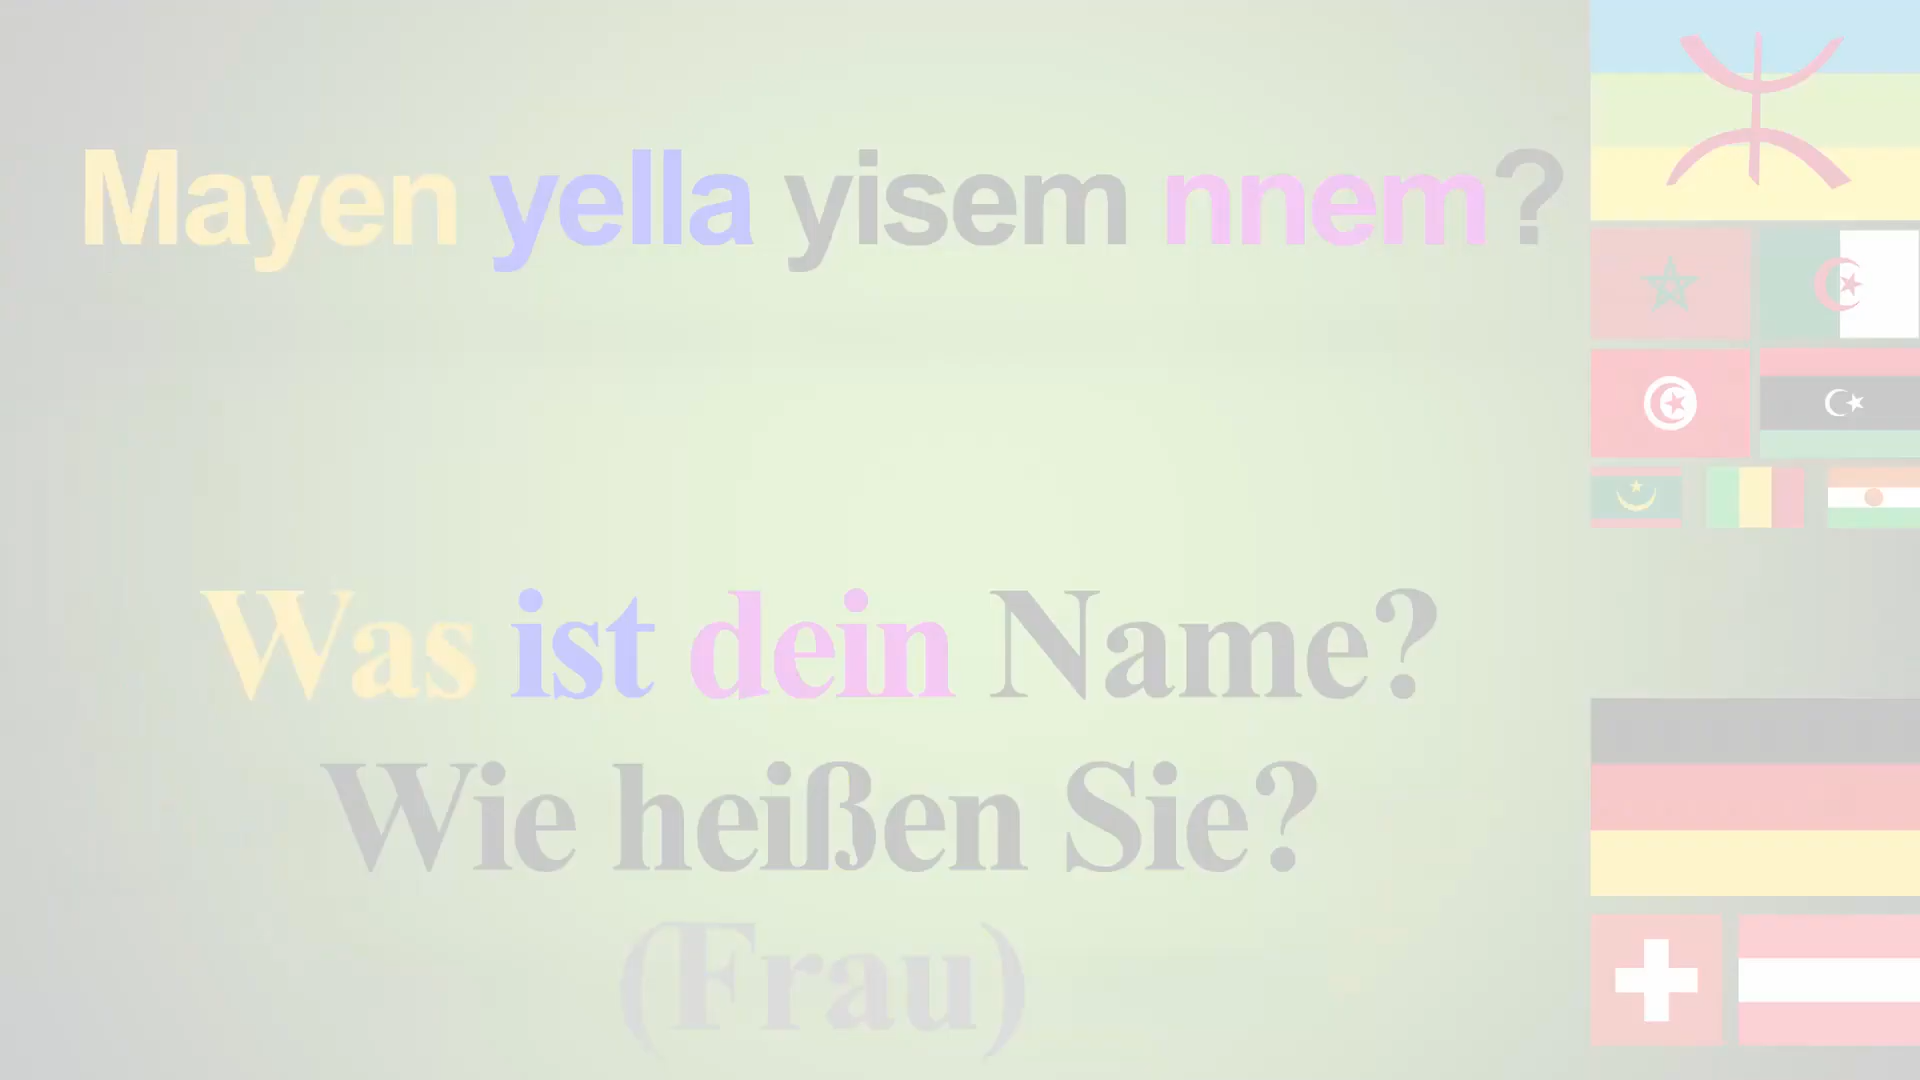 Mayen yella yisem nnem?
Was ist dein Name?
Wie heißen Sie?
(Frau)